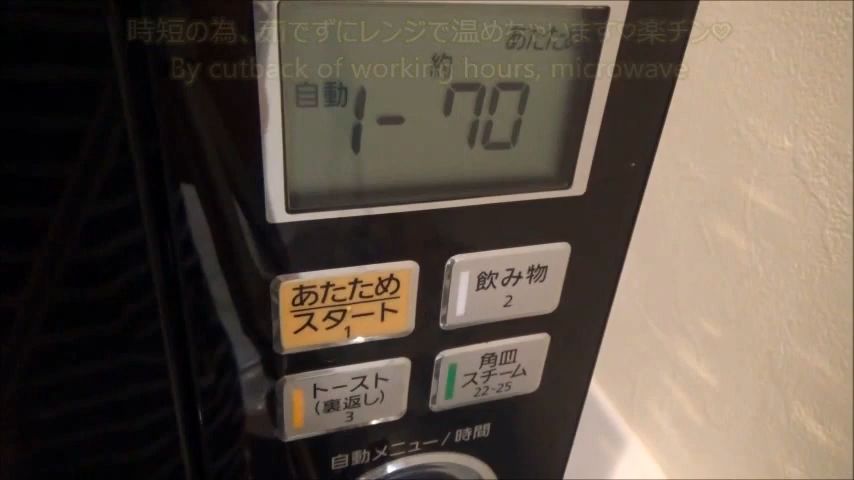 時短の為、茹でずにレンジで温めちゃいます♡楽チン♡
By cutback of working hours, microwave
あたため
約
自動 1 - 70
あたため
スタート
1
飲み物
2
トースト
(裏返し)
3
角皿
スチーム
22~25
自動メニュー/時間